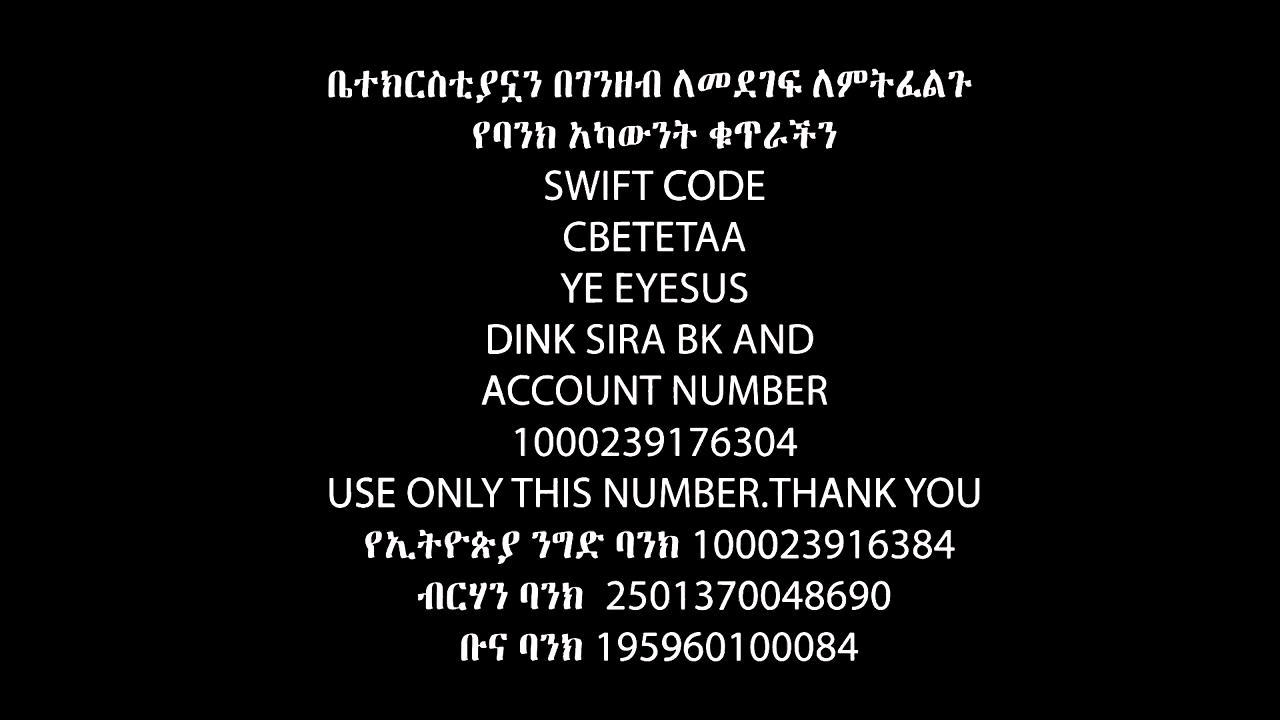 ቤተክርስቲያኗን በገንዘብ ለመደገፍ ለምትፈልጉ
የባንክ አካውንት ቁጥራችን
SWIFT CODE
CBETETAA
YE EYESUS
DINK SIRA BK AND
ACCOUNT NUMBER
1000239176304
USE ONLY THIS NUMBER.THANK YOU
የኢትዮጵያ ንግድ ባንክ 100023916384
ብርሃን ባንክ 2501370048690
ቡና ባንክ 195960100084